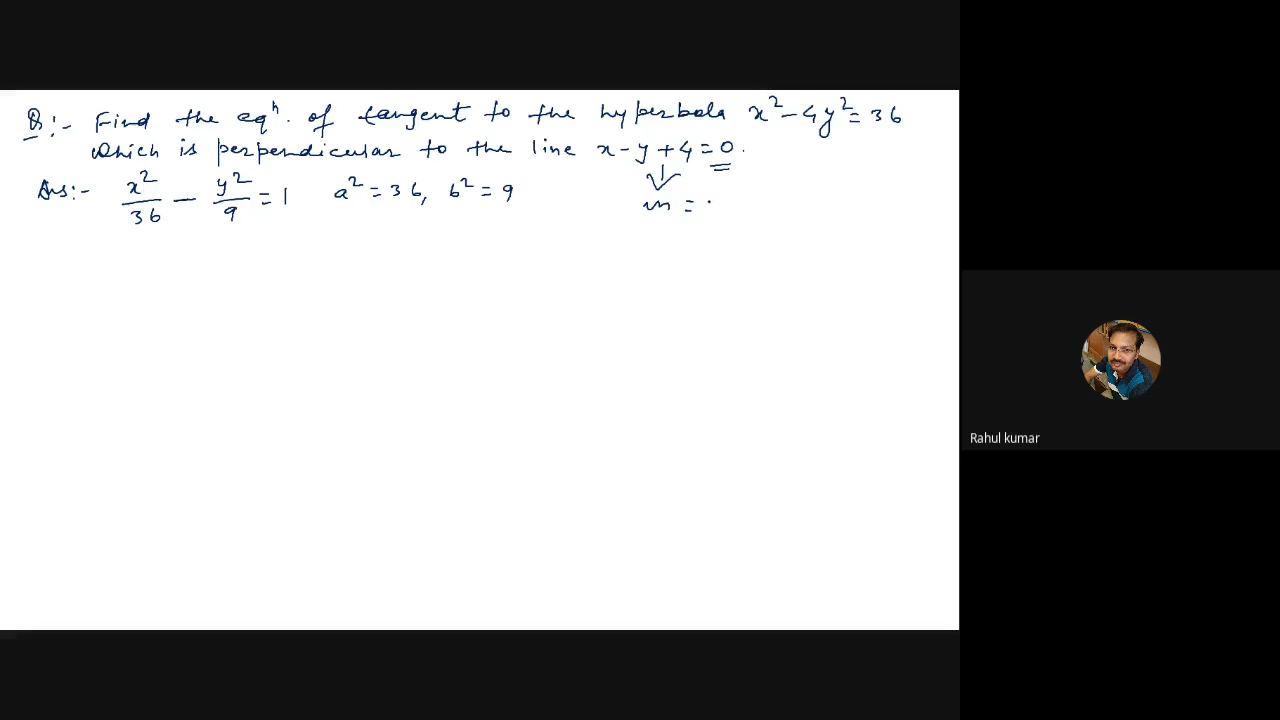 Q:- Find the eqⁿ. of tangent to the hyperbola x² - 4y² = 36
which is perpendicular to the line x - y + 4 = 0.
Ans:- x²/36 - y²/9 = 1 a² = 36, b² = 9
m =
Rahul kumar